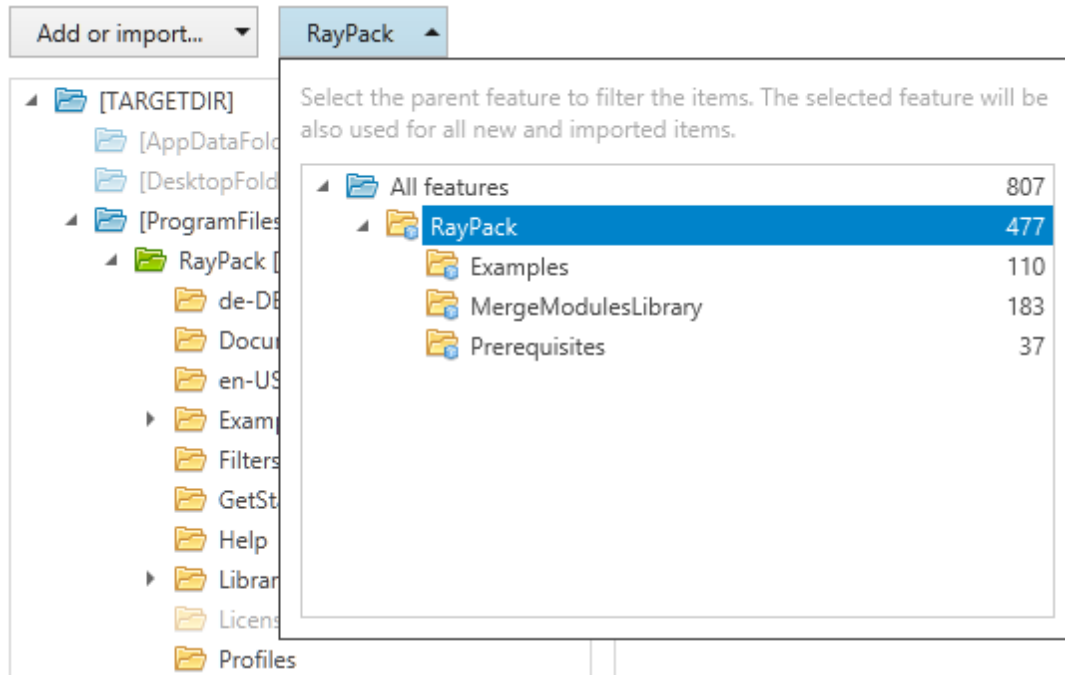 Add or import...
RayPack
[TARGETDIR]
[AppDataFold
[DesktopFold
[ProgramFiles
RayPack [
de-DE
Docu
en-US
Examp
Filters
GetSta
Help
Librar
Licens
Profiles
Select the parent feature to filter the items. The selected feature will be
also used for all new and imported items.
All features 807
RayPack 477
Examples 110
MergeModulesLibrary 183
Prerequisites 37